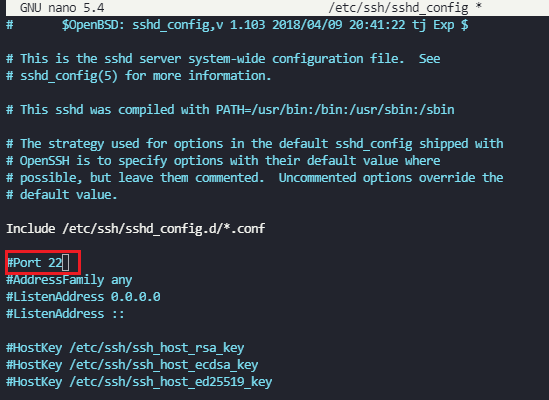 GNU nano 5.4 /etc/ssh/sshd_config *
# $OpenBSD: sshd_config,v 1.103 2018/04/09 20:41:22 tj Exp $
# This is the sshd server system-wide configuration file. See
# sshd_config(5) for more information.
# This sshd was compiled with PATH=/usr/bin:/bin:/usr/sbin:/sbin
# The strategy used for options in the default sshd_config shipped with
# OpenSSH is to specify options with their default value where
# possible, but leave them commented. Uncommented options override the
# default value.
Include /etc/ssh/sshd_config.d/*.conf
#Port 22
#AddressFamily any
#ListenAddress 0.0.0.0
#ListenAddress ::
#HostKey /etc/ssh/ssh_host_rsa_key
#HostKey /etc/ssh/ssh_host_ecdsa_key
#HostKey /etc/ssh/ssh_host_ed25519_key